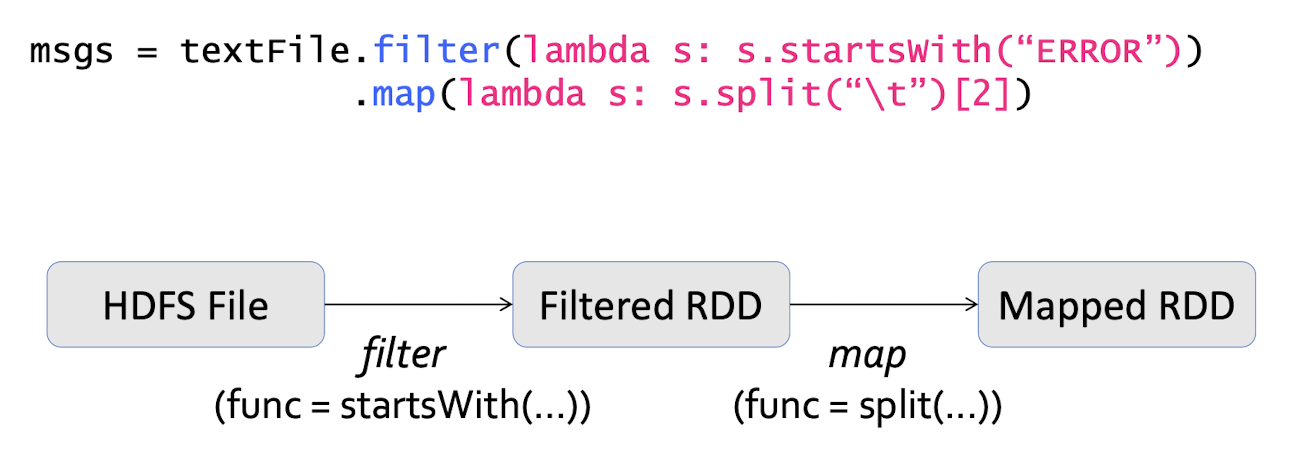 msgs = textFile.filter(lambda s: s.startsWith(“ERROR”))
.map(lambda s: s.split(“\t”)[2])
HDFS File
Filtered RDD
Mapped RDD
filter
(func = startsWith(...))
map
(func = split(...))